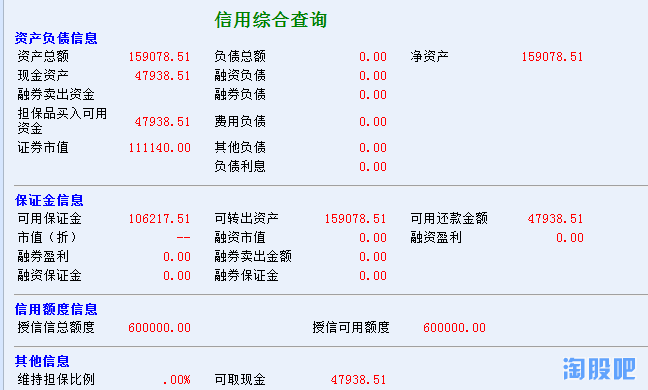 信用综合查询
资产负债信息
资产总额 159078.51 负债总额 0.00 净资产 159078.51
现金资产 47938.51 融资负债 0.00
融券卖出资金 融券负债 0.00
担保品买入可用
资金 47938.51 费用负债 0.00
证券市值 111140.00 其他负债 0.00
负债利息 0.00
保证金信息
可用保证金 106217.51 可转出资产 159078.51 可用还款金额 47938.51
市值（折） -- 融资市值 0.00 融资盈利 0.00
融券盈利 0.00 融券卖出金额 0.00
融资保证金 0.00 融券保证金 0.00
信用额度信息
授信信总额度 600000.00 授信可用额度 600000.00
其他信息
维持担保比例 .00% 可取现金 47938.51
淘股吧